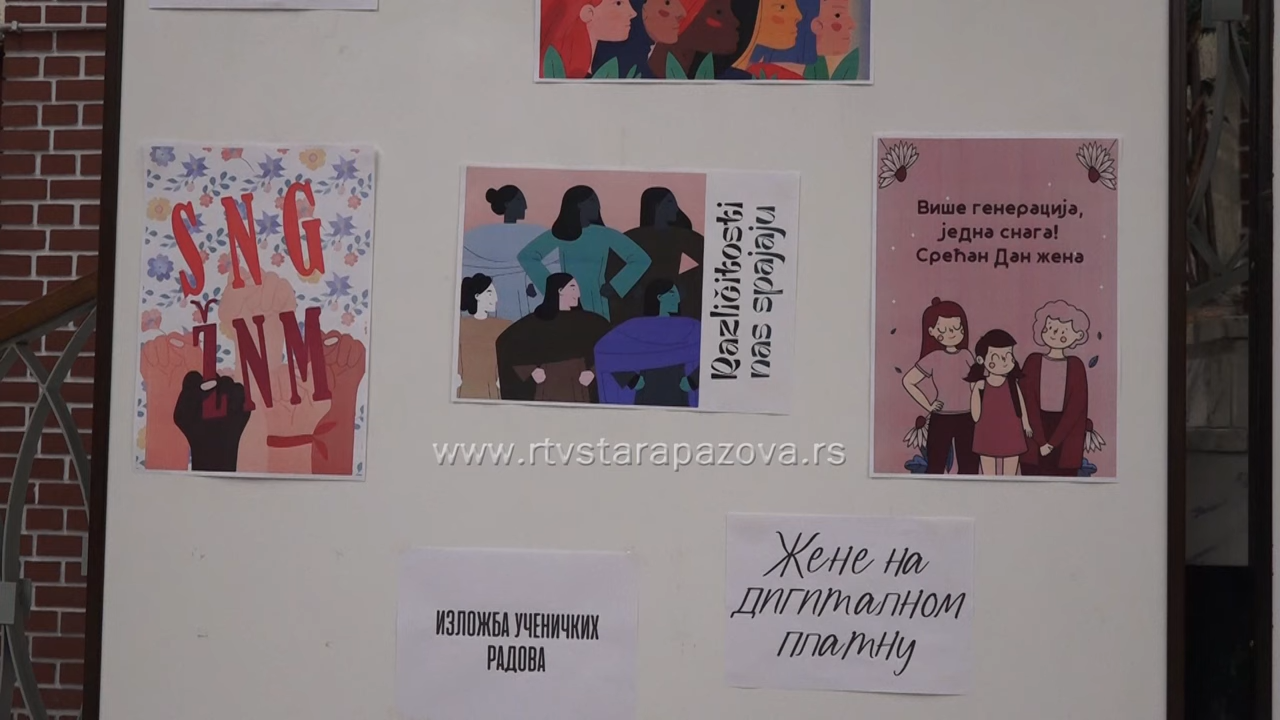 SNG
ŽNM
Različitosti
nas spajaju
Више генерација,
једна снага!
Срећан Дан жена
www.rtvstarapazova.rs
ИЗЛОЖБА УЧЕНИЧКИХ
РАДОВА
Жене на
дигиталном
платну